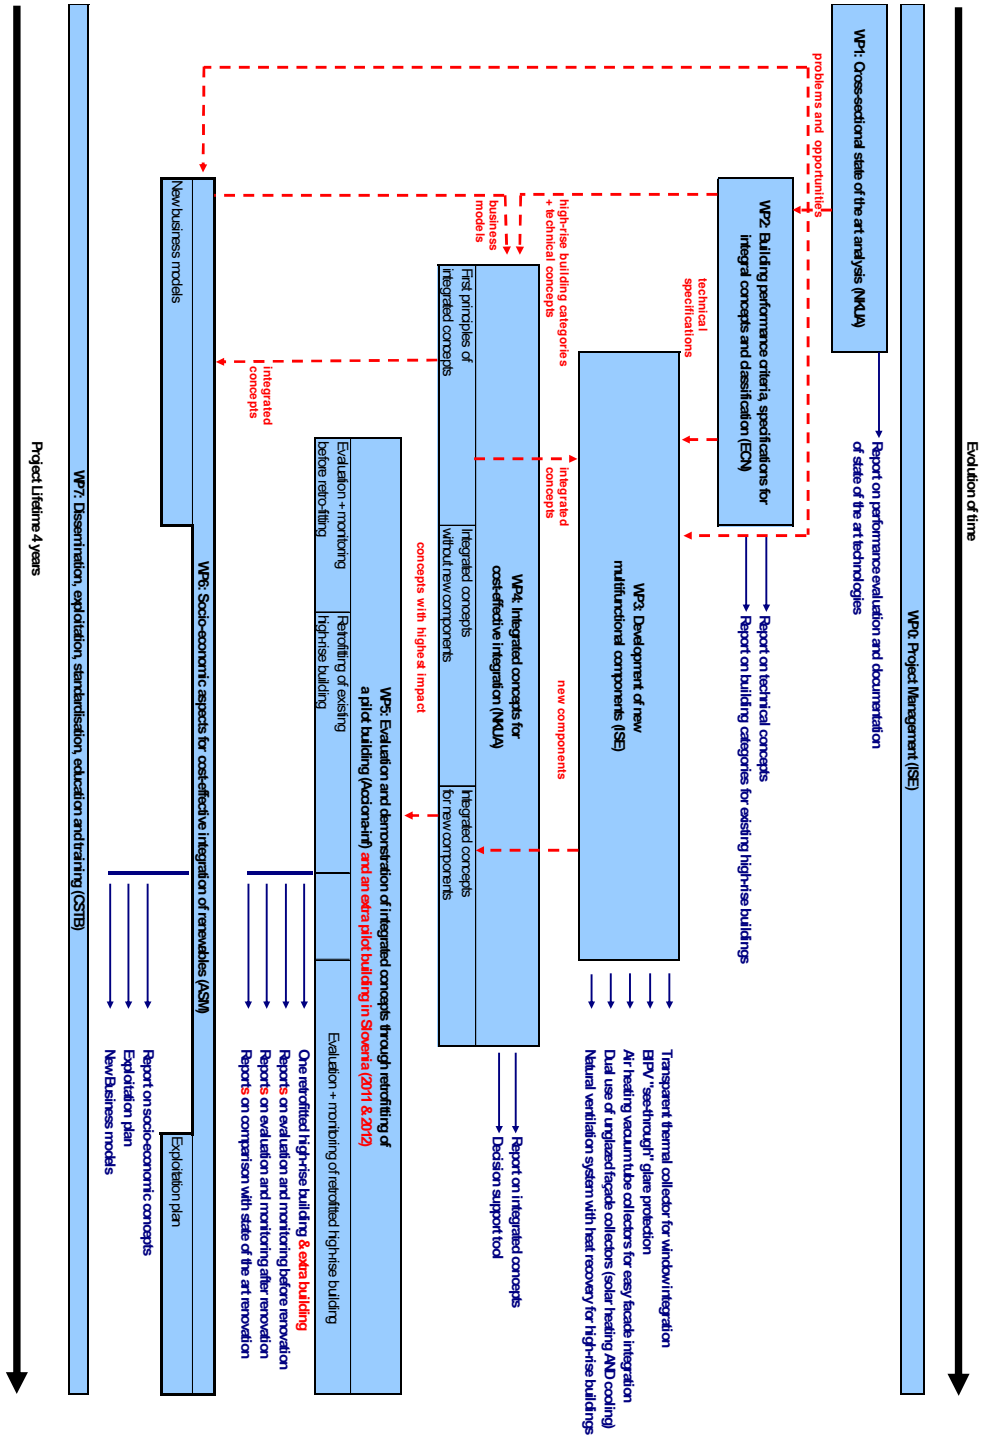 Evolution of time
WP0: Project Management (ISE)
WP1: Cross-sectional state of the art analysis (NKUA)
Report on performance evaluation and documentation
of state of the art technologies
problems and opportunities
WP2: Building performance criteria, specifications for
integral concepts and classification (ECN)
Report on technical concepts
Report on building categories for existing high-rise buildings
technical
specifications
high-rise building categories
+ technical concepts
WP3: Development of new
multifunctional components (ISE)
Transparent thermal collector for window integration
BIPV "see-through" glare protection
Air heating vacuum tube collectors for easy facade integration
Dual use of unglazed façade collectors (solar heating AND cooling)
Natural ventilation system with heat recovery for high-rise buildings
business
models
integrated
concepts
new components
WP4: Integrated concepts for
cost-effective integration (NKUA)
First principles of
integrated concepts
Integrated concepts
without new components
Integrated concepts
for new components
Report on integrated concepts
Decision support tool
concepts with highest impact
WP5: Evaluation and demonstration of integrated concepts through retrofitting of
a pilot building (Acciona-inf) and an extra pilot building in Slovenia (2011 & 2012)
Evaluation + monitoring
before retro-fitting
Retrofitting of existing
high-rise building
Evaluation + monitoring of retrofitted high-rise building
One retrofitted high-rise building & extra building
Reports on evaluation and monitoring before renovation
Reports on evaluation and monitoring after renovation
Reports on comparison with state of the art renovation
integrated
concepts
WP6: Socio-economic aspects for cost-effective integration of renewables (ASM)
New business models
Exploitation plan
Report on socio-economic concepts
Exploitation plan
New Business models
WP7: Dissemination, exploitation, standardisation, education and training (CSTB)
Project Lifetime 4 years